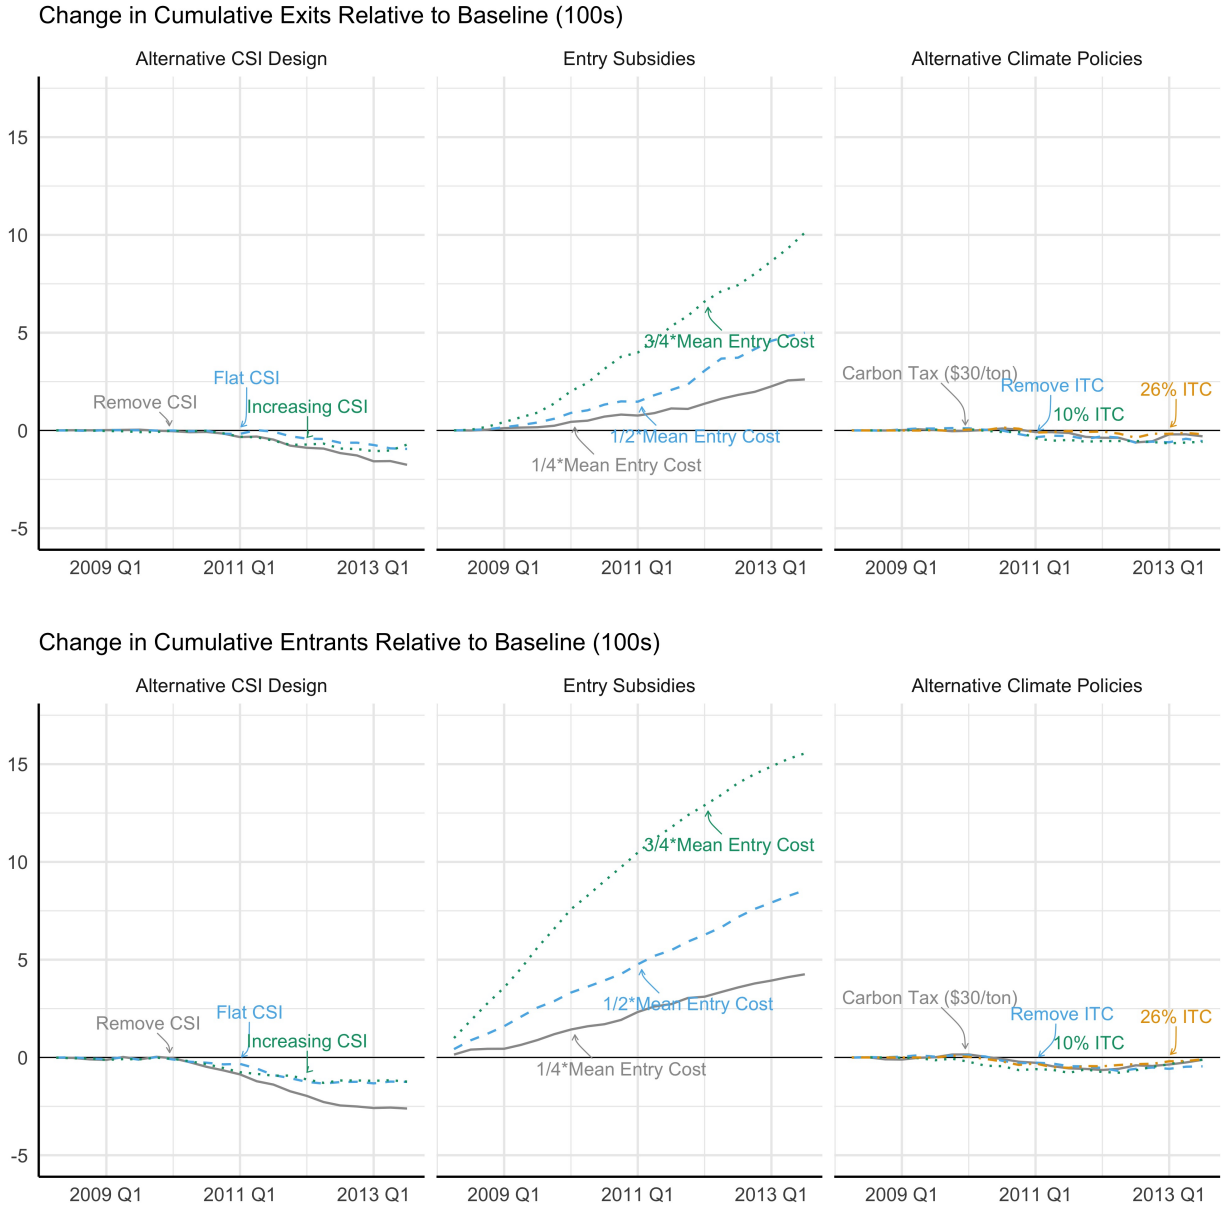 Change in Cumulative Exits Relative to Baseline (100s)
Alternative CSI Design
Entry Subsidies
Alternative Climate Policies
15
10
5
0
-5
Flat CSI
Remove CSI
Increasing CSI
3/4*Mean Entry Cost
1/2*Mean Entry Cost
1/4*Mean Entry Cost
Carbon Tax ($30/ton)
Remove ITC
26% ITC
10% ITC
2009 Q1
2011 Q1
2013 Q1
2009 Q1
2011 Q1
2013 Q1
2009 Q1
2011 Q1
2013 Q1
Change in Cumulative Entrants Relative to Baseline (100s)
Alternative CSI Design
Entry Subsidies
Alternative Climate Policies
15
10
5
0
-5
Flat CSI
Remove CSI
Increasing CSI
3/4*Mean Entry Cost
1/2*Mean Entry Cost
1/4*Mean Entry Cost
Carbon Tax ($30/ton)
Remove ITC
26% ITC
10% ITC
2009 Q1
2011 Q1
2013 Q1
2009 Q1
2011 Q1
2013 Q1
2009 Q1
2011 Q1
2013 Q1